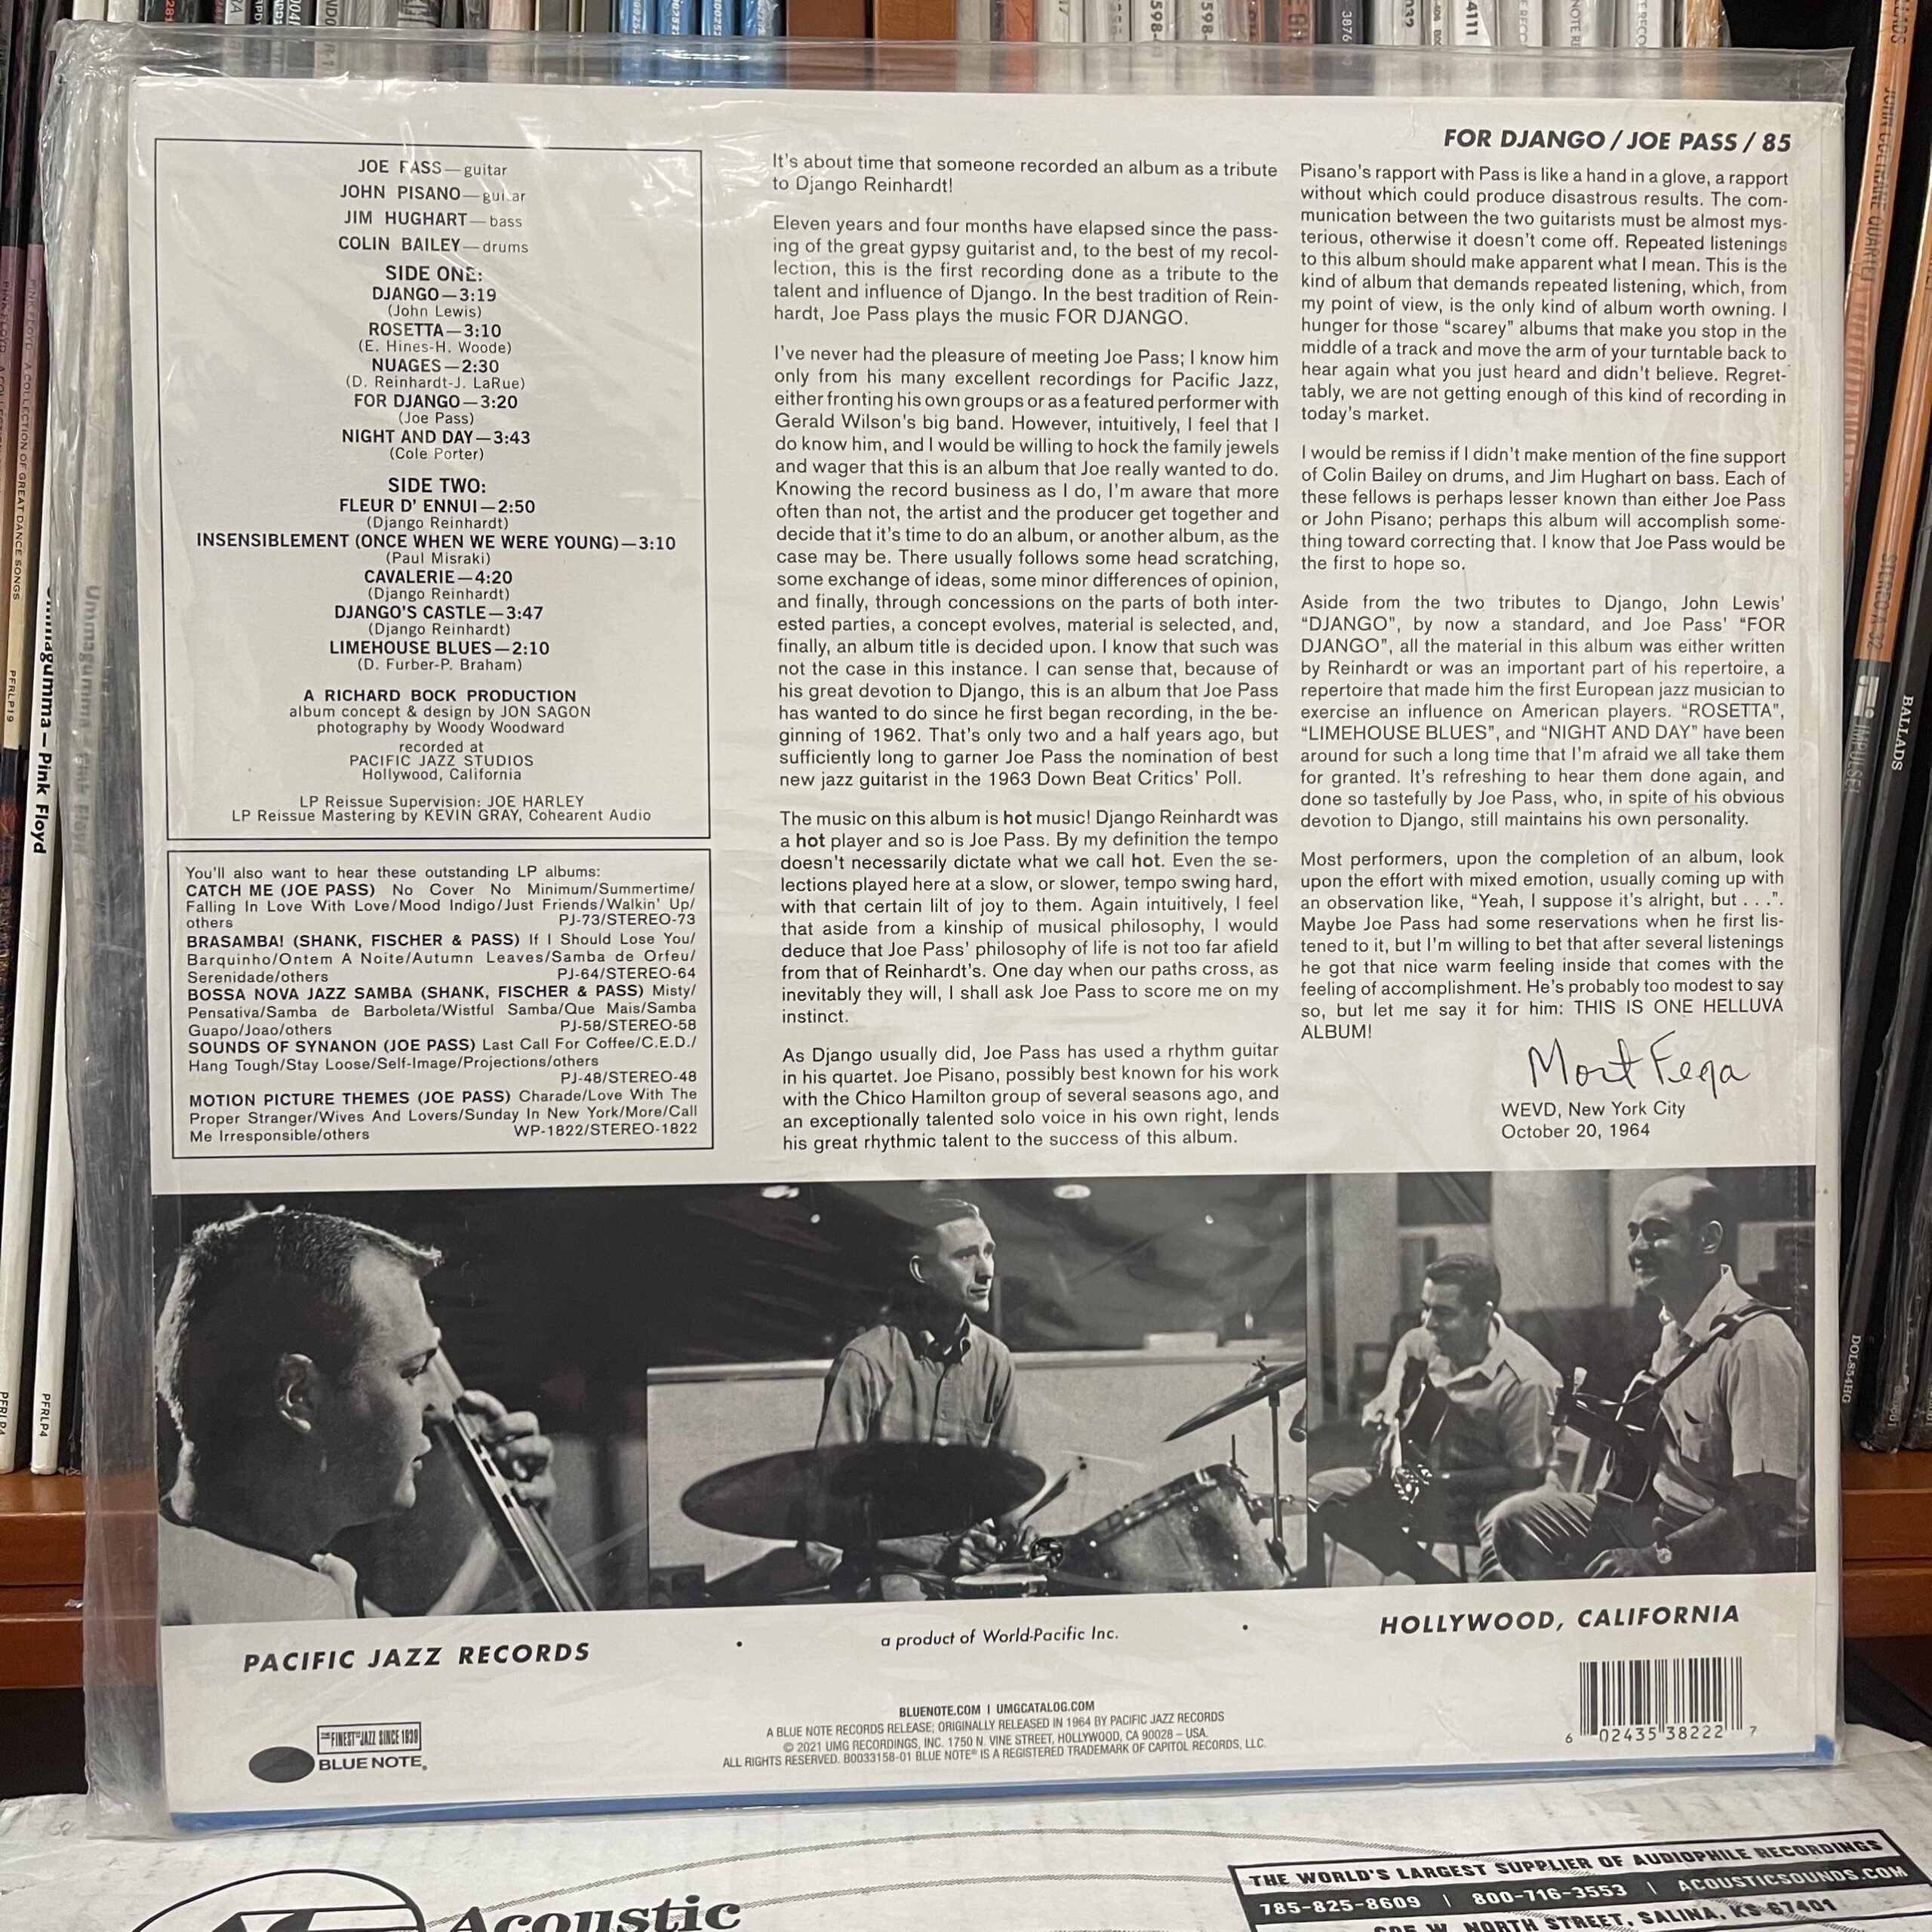 FOR DJANGO / JOE PASS / 85
JOE PASS—guitar
JOHN PISANO—guitar
JIM HUGHART—bass
COLIN BAILEY—drums
SIDE ONE:
DJANGO—3:19
(John Lewis)
ROSETTA—3:10
(E. Hines-H. Woode)
NUAGES—2:30
(D. Reinhardt-J. LaRue)
FOR DJANGO—3:20
(Joe Pass)
NIGHT AND DAY—3:43
(Cole Porter)
SIDE TWO:
FLEUR D' ENNUI—2:50
(Django Reinhardt)
INSENSIBLEMENT (ONCE WHEN WE WERE YOUNG)—3:10
(Paul Misraki)
CAVALERIE—4:20
(Django Reinhardt)
DJANGO'S CASTLE—3:47
(Django Reinhardt)
LIMEHOUSE BLUES—2:10
(D. Furber-P. Braham)
A RICHARD BOCK PRODUCTION
album concept & design by JON SAGON
photography by Woody Woodward
recorded at
PACIFIC JAZZ STUDIOS
Hollywood, California
LP Reissue Supervision: JOE HARLEY
LP Reissue Mastering by KEVIN GRAY, Cohearent Audio
You'll also want to hear these outstanding LP albums:
CATCH ME (JOE PASS) No Cover No Minimum/Summertime/
Falling In Love With Love/Mood Indigo/Just Friends/Walkin' Up/
others PJ-73/STEREO-73
BRASAMBA! (SHANK, FISCHER & PASS) If I Should Lose You/
Barquinho/Ontem A Noite/Autumn Leaves/Samba de Orfeu/
Serenidade/others PJ-64/STEREO-64
BOSSA NOVA JAZZ SAMBA (SHANK, FISCHER & PASS) Misty/
Pensativa/Samba de Barboleta/Wistful Samba/Que Mais/Samba
Guapo/Joao/others PJ-58/STEREO-58
SOUNDS OF SYNANON (JOE PASS) Last Call For Coffee/C.E.D./
Hang Tough/Stay Loose/Self-Image/Projections/others
PJ-48/STEREO-48
MOTION PICTURE THEMES (JOE PASS) Charade/Love With The
Proper Stranger/Wives And Lovers/Sunday In New York/More/Call
Me Irresponsible/others WP-1822/STEREO-1822
It's about time that someone recorded an album as a tribute
to Django Reinhardt!
Eleven years and four months have elapsed since the pass-
ing of the great gypsy guitarist and, to the best of my recol-
lection, this is the first recording done as a tribute to the
talent and influence of Django. In the best tradition of Rein-
hardt, Joe Pass plays the music FOR DJANGO.
I've never had the pleasure of meeting Joe Pass; I know him
only from his many excellent recordings for Pacific Jazz,
either fronting his own groups or as a featured performer with
Gerald Wilson's big band. However, intuitively, I feel that I
do know him, and I would be willing to hock the family jewels
and wager that this is an album that Joe really wanted to do.
Knowing the record business as I do, I'm aware that more
often than not, the artist and the producer get together and
decide that it's time to do an album, or another album, as the
case may be. There usually follows some head scratching,
some exchange of ideas, some minor differences of opinion,
and finally, through concessions on the parts of both inter-
ested parties, a concept evolves, material is selected, and,
finally, an album title is decided upon. I know that such was
not the case in this instance. I can sense that, because of
his great devotion to Django, this is an album that Joe Pass
has wanted to do since he first began recording, in the be-
ginning of 1962. That's only two and a half years ago, but
sufficiently long to garner Joe Pass the nomination of best
new jazz guitarist in the 1963 Down Beat Critics' Poll.
The music on this album is hot music! Django Reinhardt was
a hot player and so is Joe Pass. By my definition the tempo
doesn't necessarily dictate what we call hot. Even the se-
lections played here at a slow, or slower, tempo swing hard,
with that certain lilt of joy to them. Again intuitively, I feel
that aside from a kinship of musical philosophy, I would
deduce that Joe Pass' philosophy of life is not too far afield
from that of Reinhardt's. One day when our paths cross, as
inevitably they will, I shall ask Joe Pass to score me on my
instinct.
As Django usually did, Joe Pass has used a rhythm guitar
in his quartet. Joe Pisano, possibly best known for his work
with the Chico Hamilton group of several seasons ago, and
an exceptionally talented solo voice in his own right, lends
his great rhythmic talent to the success of this album.
Pisano's rapport with Pass is like a hand in a glove, a rapport
without which could produce disastrous results. The com-
munication between the two guitarists must be almost mys-
terious, otherwise it doesn't come off. Repeated listenings
to this album should make apparent what I mean. This is the
kind of album that demands repeated listening, which, from
my point of view, is the only kind of album worth owning. I
hunger for those "scarey" albums that make you stop in the
middle of a track and move the arm of your turntable back to
hear again what you just heard and didn't believe. Regret-
tably, we are not getting enough of this kind of recording in
today's market.
I would be remiss if I didn't make mention of the fine support
of Colin Bailey on drums, and Jim Hughart on bass. Each of
these fellows is perhaps lesser known than either Joe Pass
or John Pisano; perhaps this album will accomplish some-
thing toward correcting that. I know that Joe Pass would be
the first to hope so.
Aside from the two tributes to Django, John Lewis'
"DJANGO", by now a standard, and Joe Pass' "FOR
DJANGO", all the material in this album was either written
by Reinhardt or was an important part of his repertoire, a
repertoire that made him the first European jazz musician to
exercise an influence on American players. "ROSETTA",
"LIMEHOUSE BLUES", and "NIGHT AND DAY" have been
around for such a long time that I'm afraid we all take them
for granted. It's refreshing to hear them done again, and
done so tastefully by Joe Pass, who, in spite of his obvious
devotion to Django, still maintains his own personality.
Most performers, upon the completion of an album, look
upon the effort with mixed emotion, usually coming up with
an observation like, "Yeah, I suppose it's alright, but . . .".
Maybe Joe Pass had some reservations when he first lis-
tened to it, but I'm willing to bet that after several listenings
he got that nice warm feeling inside that comes with the
feeling of accomplishment. He's probably too modest to say
so, but let me say it for him: THIS IS ONE HELLUVA
ALBUM!
Mort Fega
WEVD, New York City
October 20, 1964
PACIFIC JAZZ RECORDS • a product of World-Pacific Inc. • HOLLYWOOD, CALIFORNIA
THE FINEST IN JAZZ SINCE 1939
BLUE NOTE®
BLUENOTE.COM | UMGCATALOG.COM
A BLUE NOTE RECORDS RELEASE; ORIGINALLY RELEASED IN 1964 BY PACIFIC JAZZ RECORDS
© 2021 UMG RECORDINGS, INC. 1750 N. VINE STREET, HOLLYWOOD, CA 90028 – USA.
ALL RIGHTS RESERVED. B0033158-01 BLUE NOTE® IS A REGISTERED TRADEMARK OF CAPITOL RECORDS, LLC.
6 02435 38222 7
Ummagumma – Pink Floyd
PFRLP19
PFRLP4
A COLLECTION OF GREAT DANCE SONGS
JOHN COLTRANE QUARTET
BALLADS
IMPULSE!
DOL854HG
Acoustic
THE WORLD'S LARGEST SUPPLIER OF AUDIOPHILE RECORDINGS
785-825-8609 | 800-716-3553 | ACOUSTICSOUNDS.COM
NORTH STREET, SALINA, KS 67401